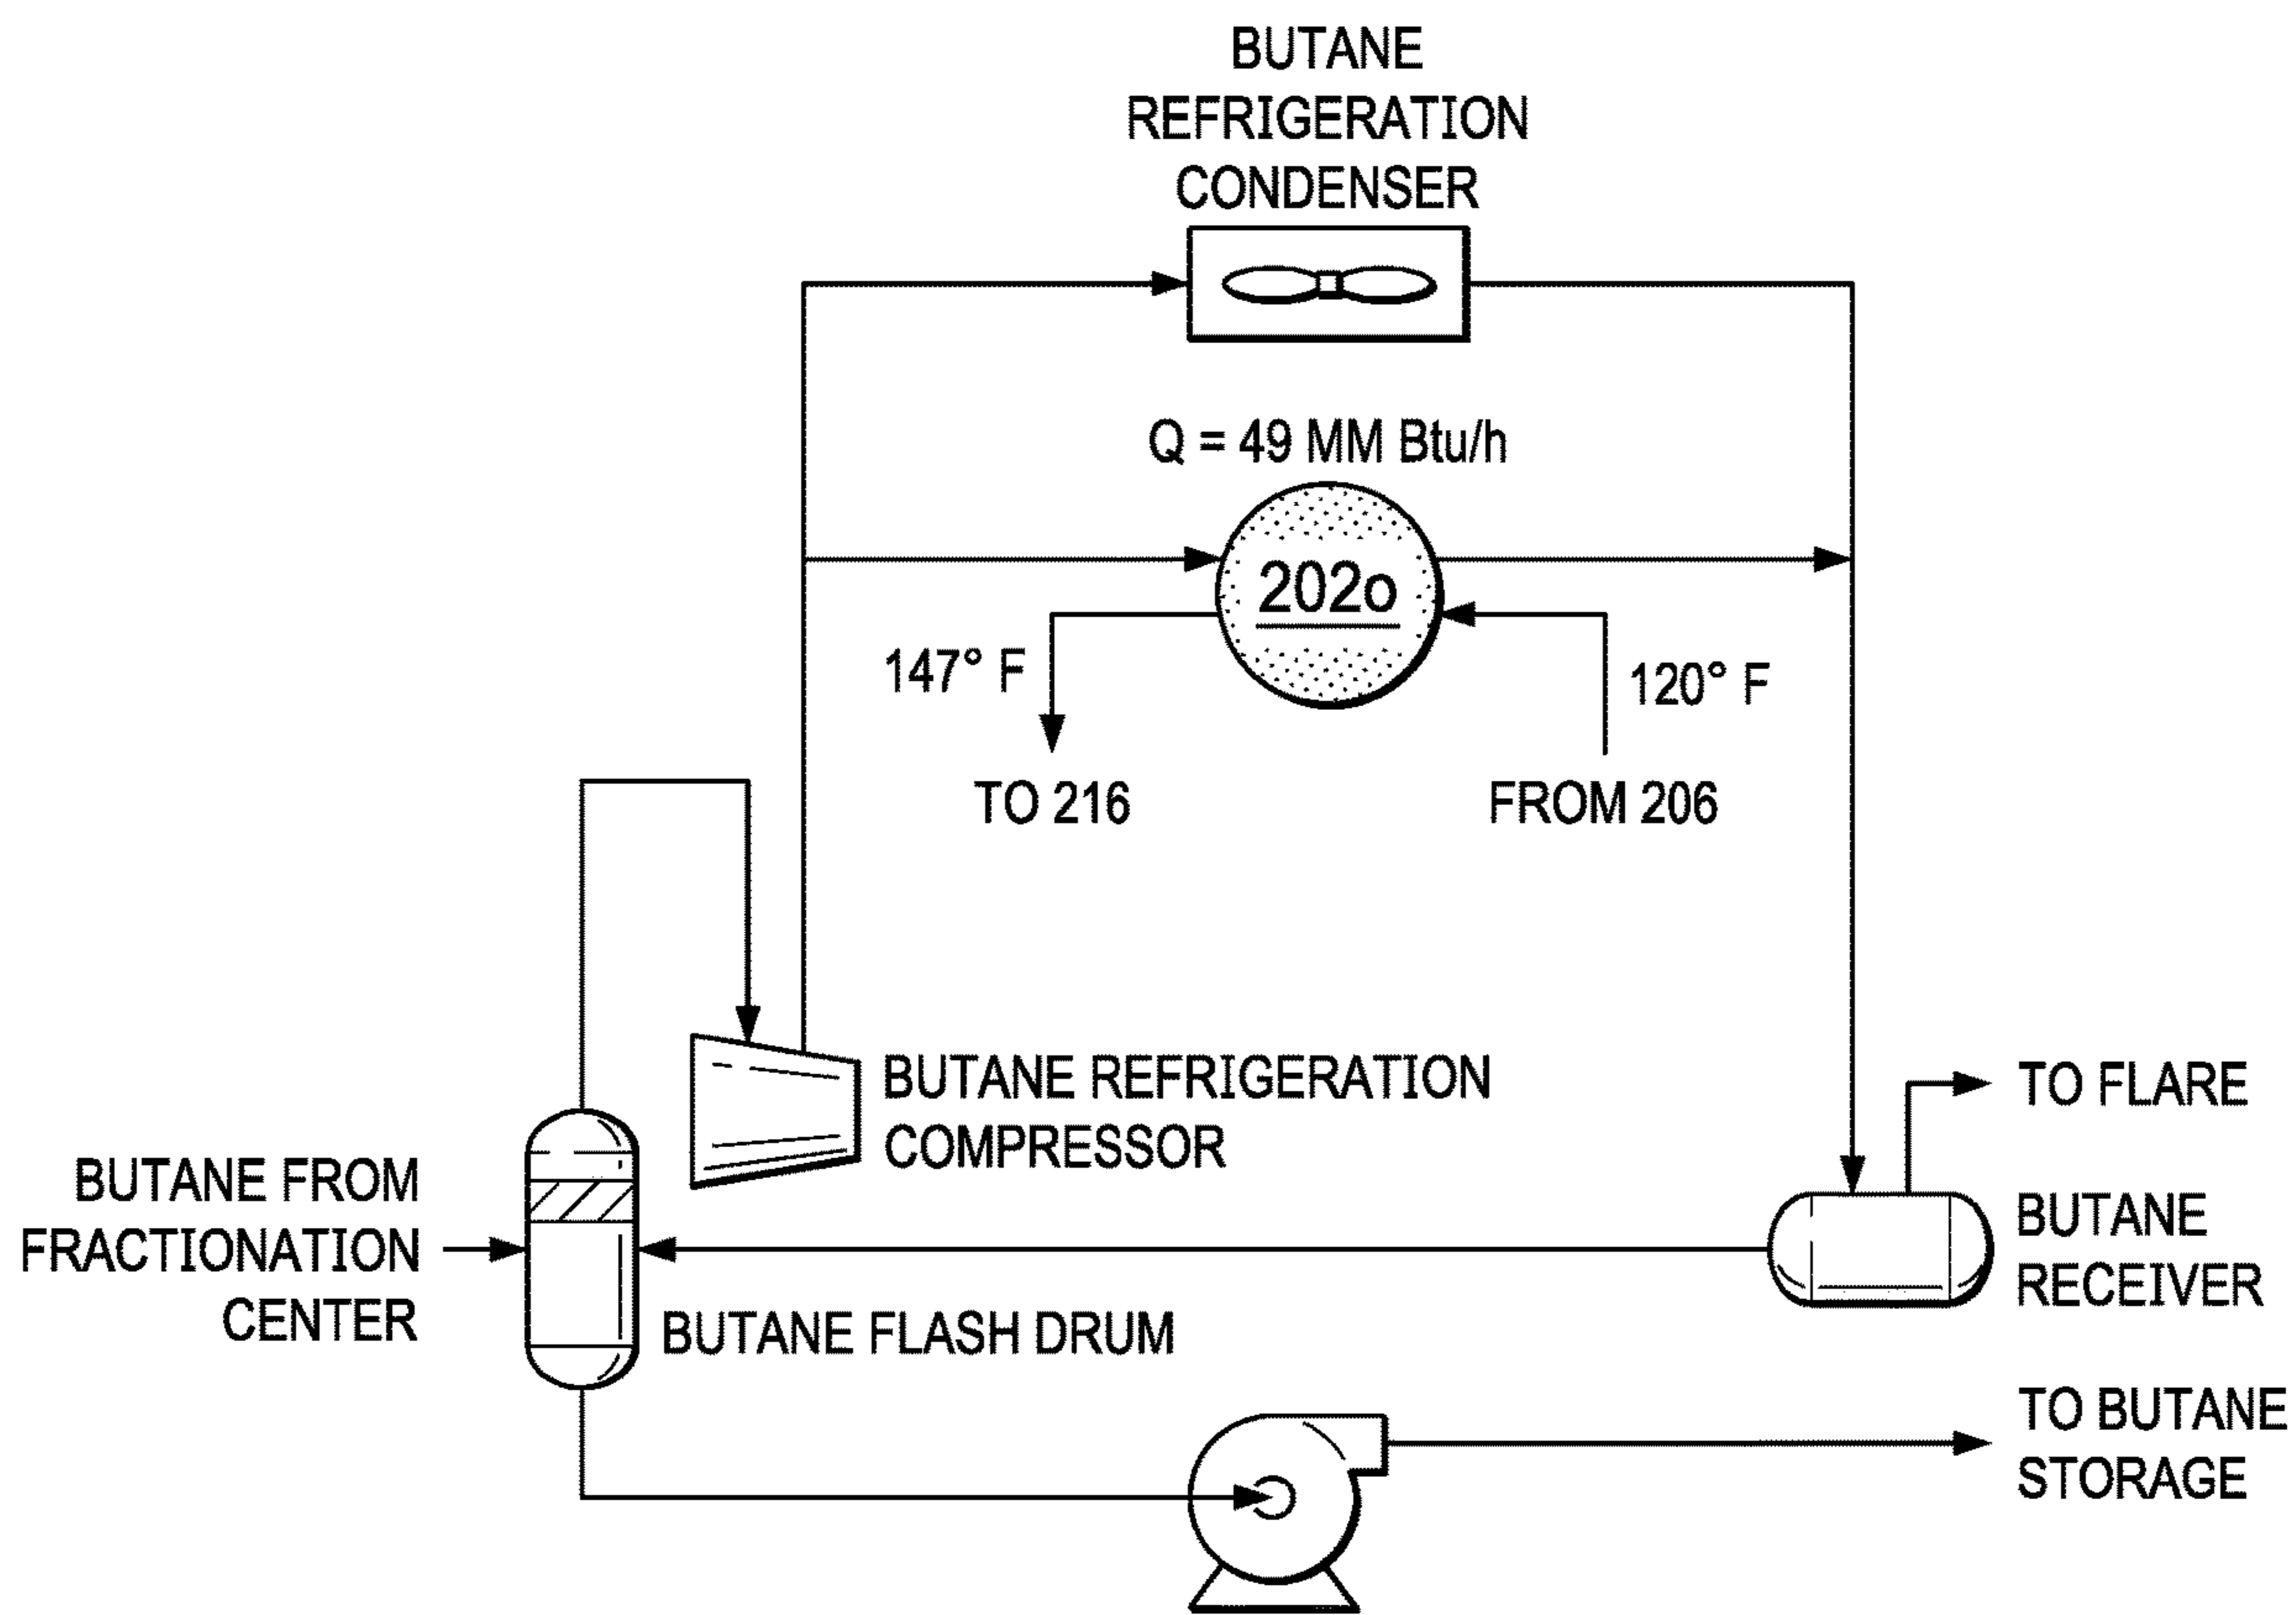 BUTANE
REFRIGERATION
CONDENSER
Q = 49 MM Btu/h
202o
147° F
120° F
TO 216
FROM 206
BUTANE REFRIGERATION
COMPRESSOR
TO FLARE
BUTANE FROM
FRACTIONATION
CENTER
BUTANE
RECEIVER
BUTANE FLASH DRUM
TO BUTANE
STORAGE